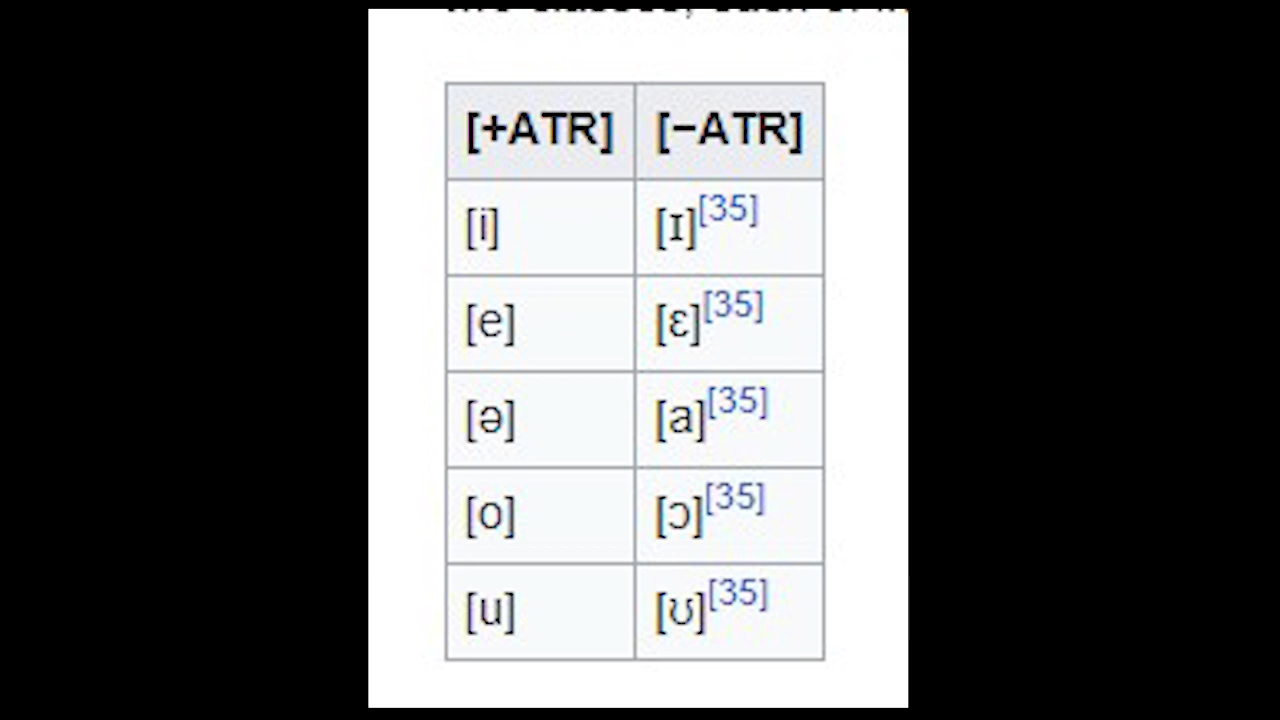 [+ATR] [−ATR]
[i] [ɪ][35]
[e] [ɛ][35]
[ə] [a][35]
[o] [ɔ][35]
[u] [ʊ][35]